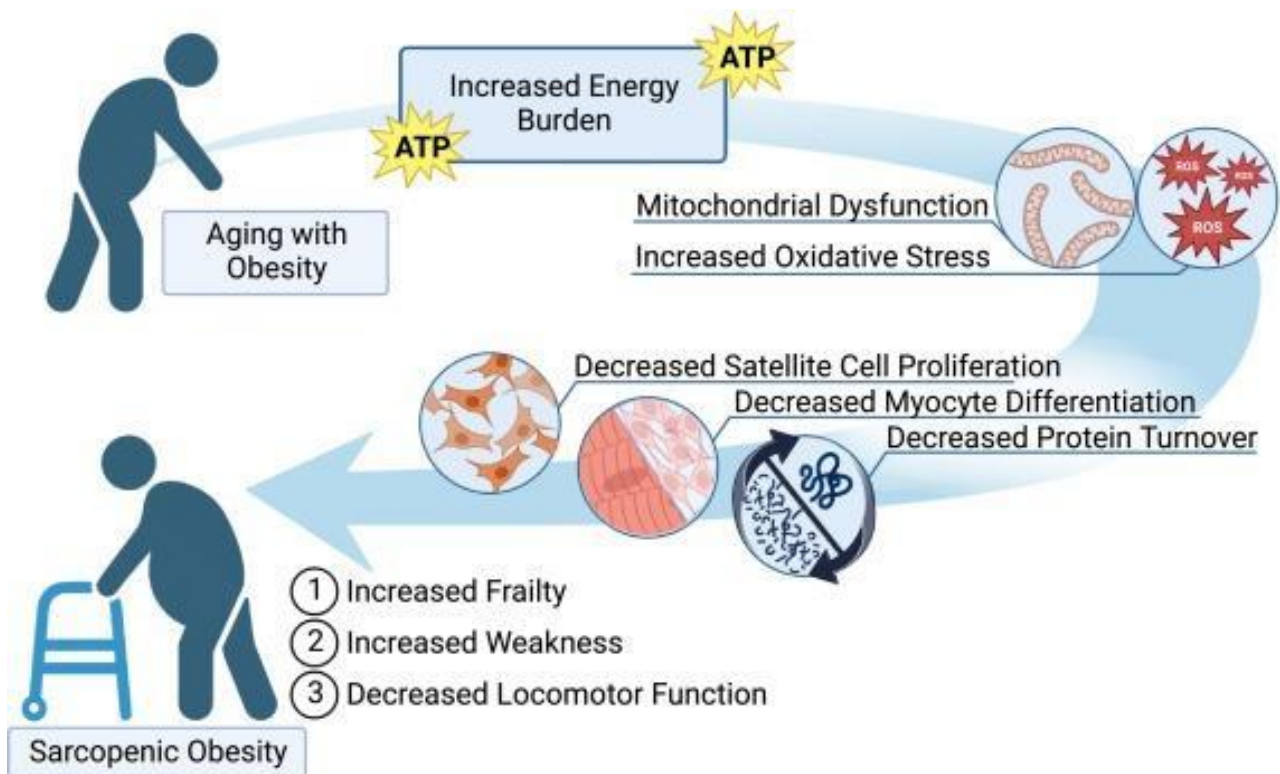 ATP
Increased Energy
Burden
ATP
Aging with
Obesity
Mitochondrial Dysfunction
Increased Oxidative Stress
ROS
ROS
ROS
Decreased Satellite Cell Proliferation
Decreased Myocyte Differentiation
Decreased Protein Turnover
1 Increased Frailty
2 Increased Weakness
3 Decreased Locomotor Function
Sarcopenic Obesity